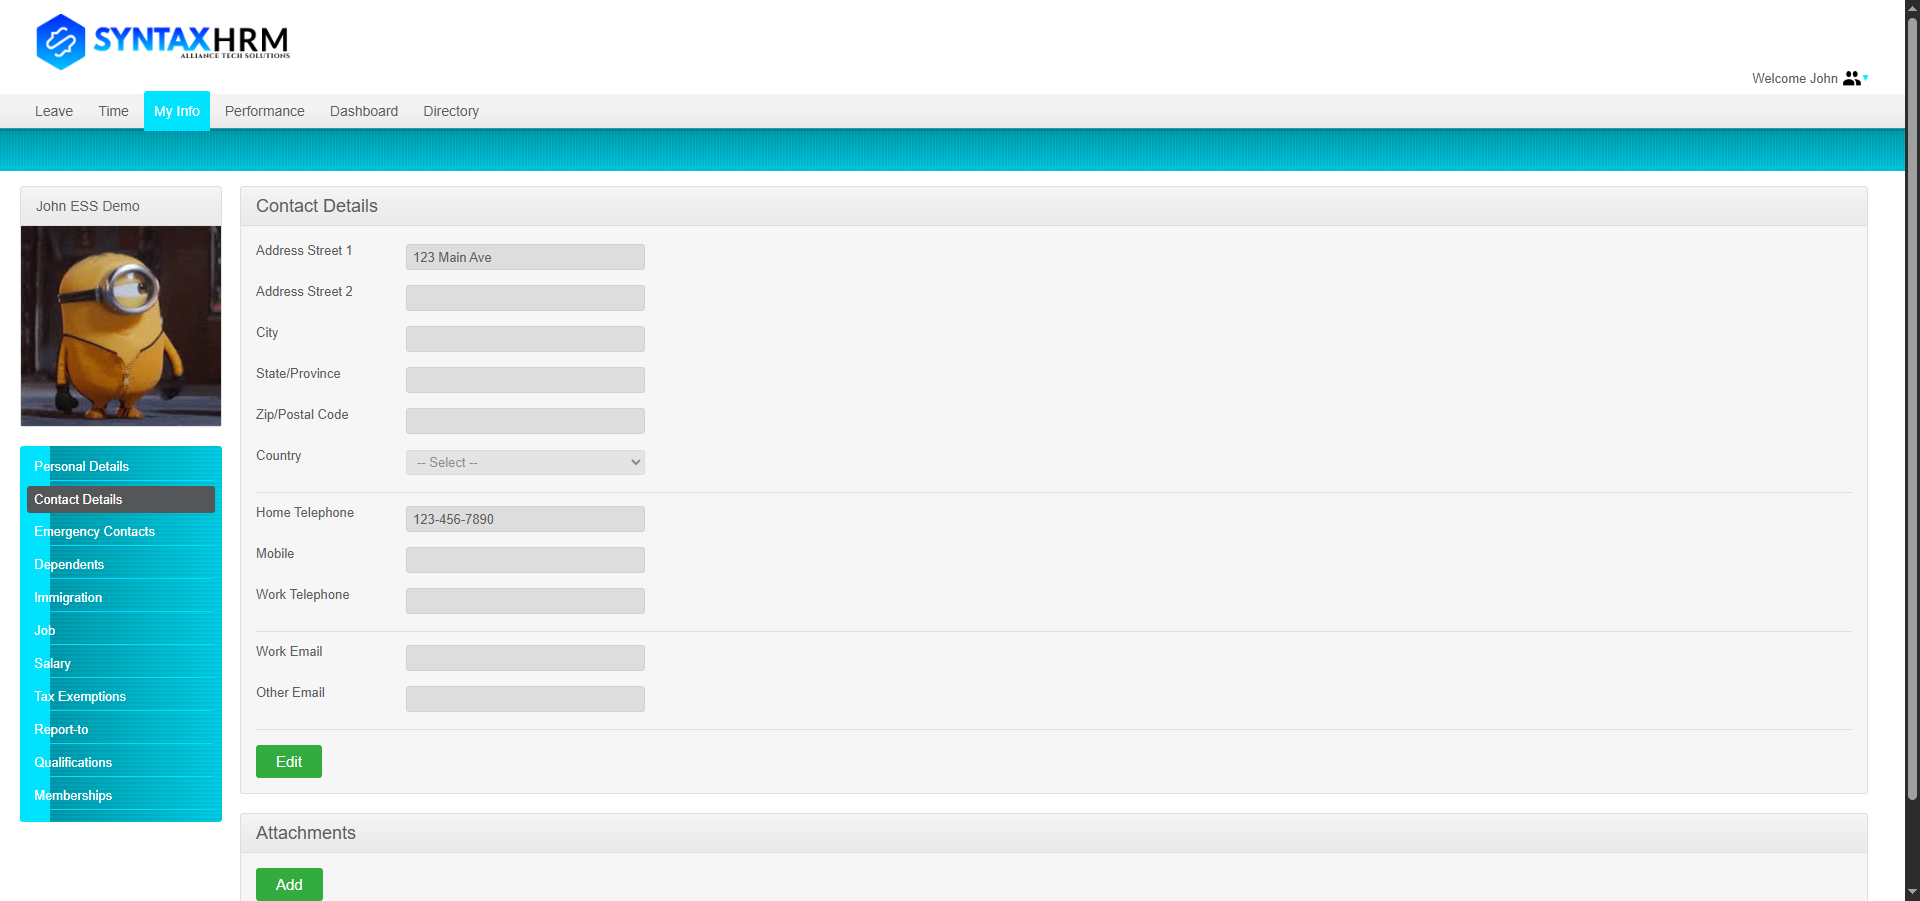 SYNTAXHRM
ALLIANCE TECH SOLUTIONS
Welcome John
Leave Time My Info Performance Dashboard Directory
John ESS Demo
Personal Details
Contact Details
Emergency Contacts
Dependents
Immigration
Job
Salary
Tax Exemptions
Report-to
Qualifications
Memberships
Contact Details
Address Street 1 123 Main Ave
Address Street 2
City
State/Province
Zip/Postal Code
Country -- Select --
Home Telephone 123-456-7890
Mobile
Work Telephone
Work Email
Other Email
Edit
Attachments
Add